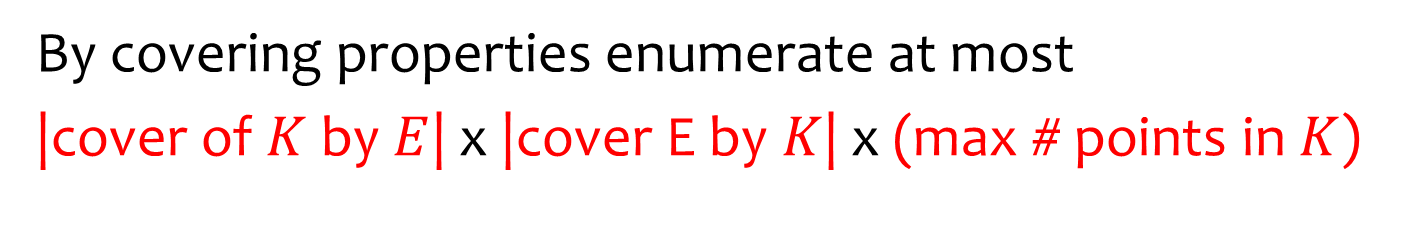 By covering properties enumerate at most
|cover of K by E| x |cover E by K| x (max # points in K)